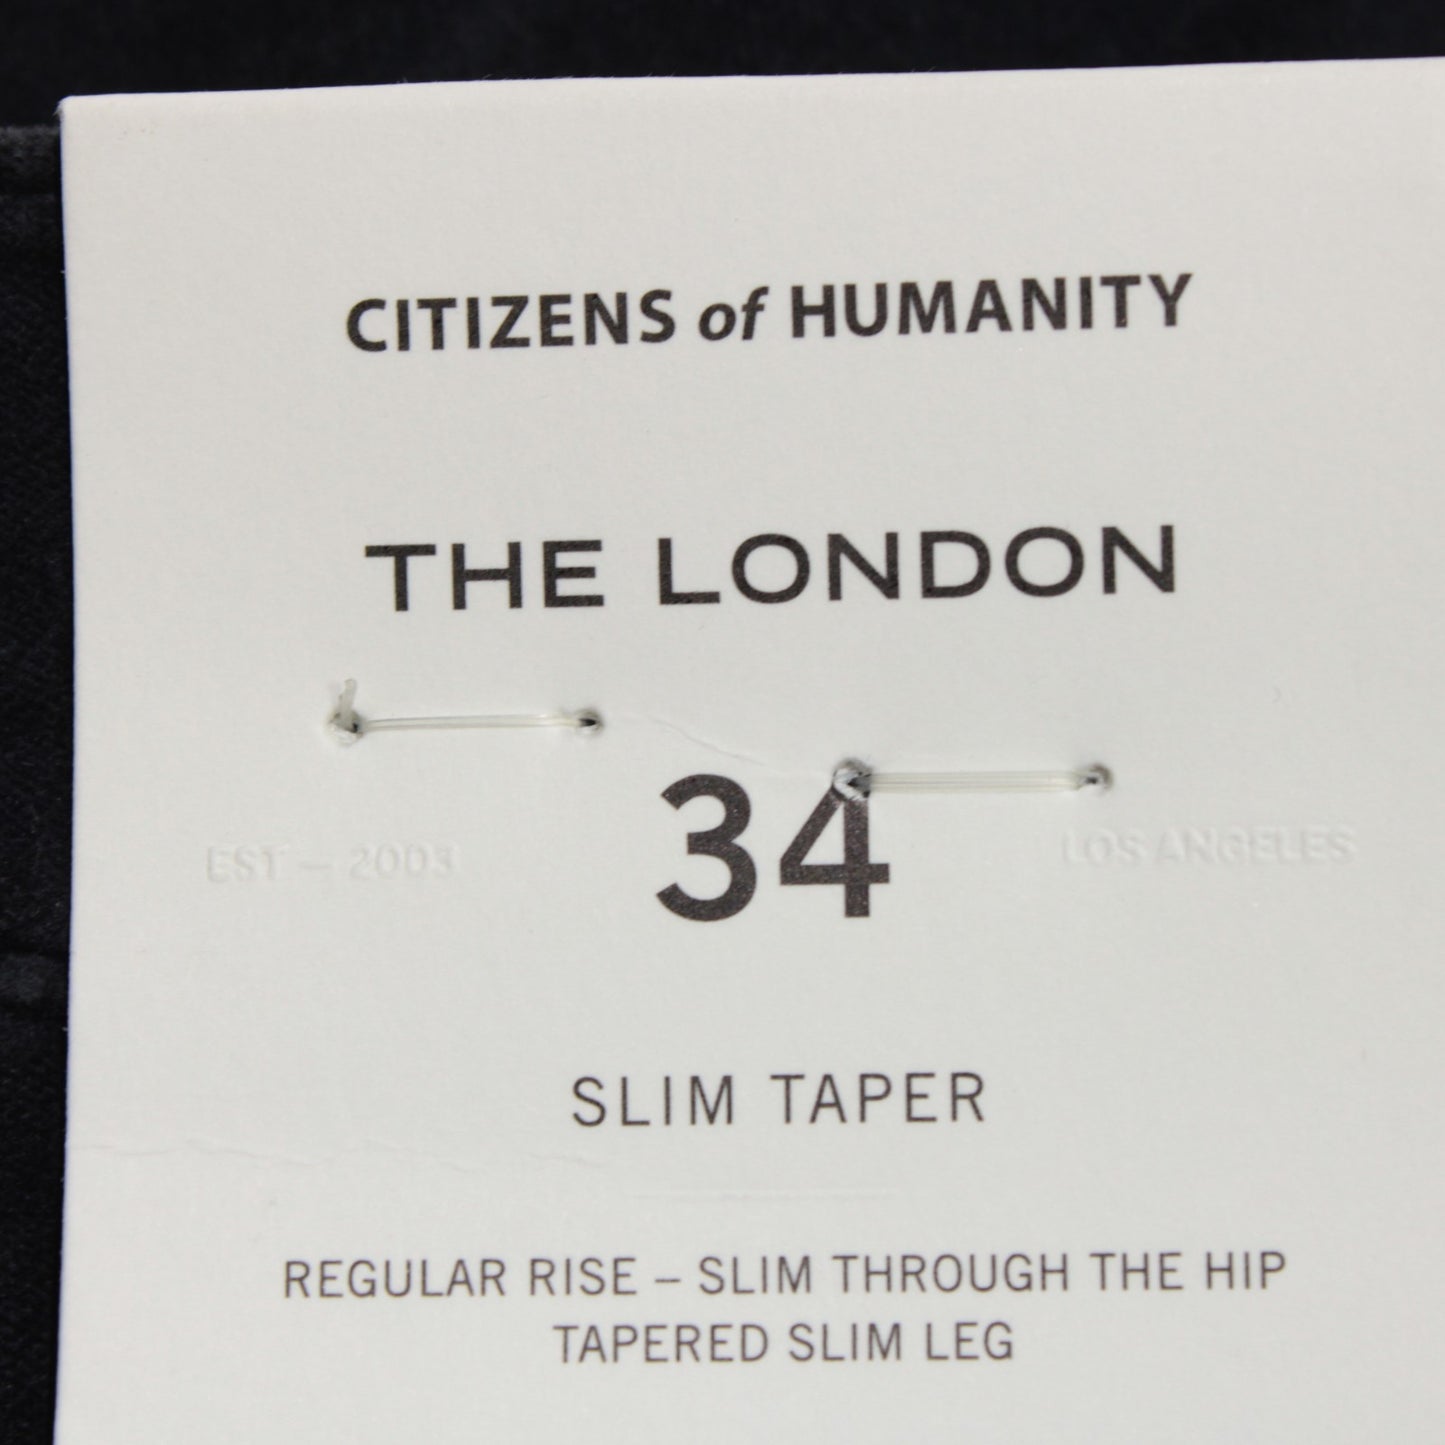 CITIZENS of HUMANITY
THE LONDON
34
EST – 2003
LOS ANGELES
SLIM TAPER
REGULAR RISE – SLIM THROUGH THE HIP
TAPERED SLIM LEG